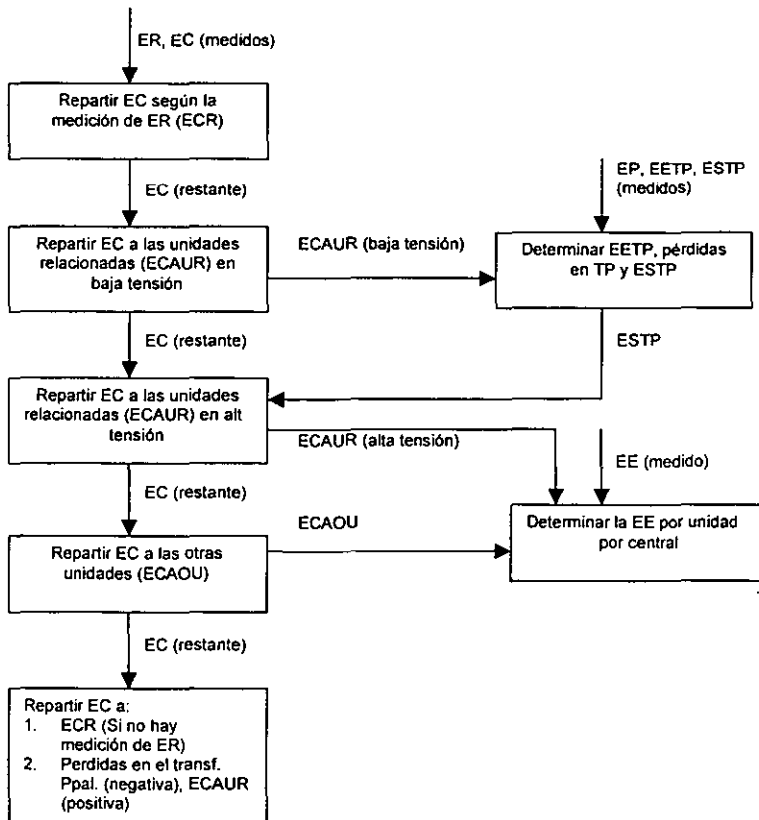 ER, EC (medidos)
Repartir EC según la
medición de ER (ECR)
EC (restante)
EP, EETP, ESTP
(medidos)
Repartir EC a las unidades
relacionadas (ECAUR) en
baja tensión
ECAUR (baja tensión)
Determinar EETP, pérdidas
en TP y ESTP
EC (restante)
ESTP
Repartir EC a las unidades
relacionadas (ECAUR) en alt
tensión
ECAUR (alta tensión)
EE (medido)
EC (restante)
ECAOU
Determinar la EE por unidad
por central
Repartir EC a las otras
unidades (ECAOU)
EC (restante)
Repartir EC a:
1. ECR (Si no hay
medición de ER)
2. Perdidas en el transf.
Ppal. (negativa), ECAUR
(positiva)